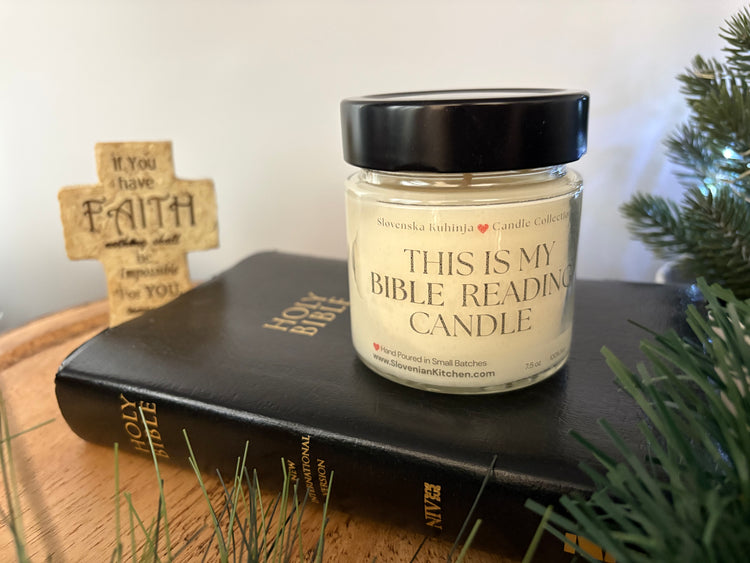 If You
have
FAITH
nothing shall
be
Impossible
For YOU.
HOLY
BIBLE
Slovenska Kuhinja Candle Collection
THIS IS MY
BIBLE READING
CANDLE
Hand Poured in Small Batches
www.SlovenianKitchen.com
7.5 oz
HOLY
BIBLE
NEW
INTERNATIONAL
VERSION
NIV